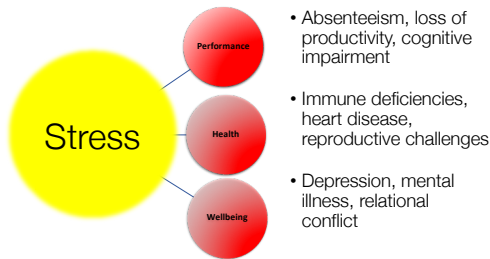 Stress
Performance
Health
Wellbeing
• Absenteeism, loss of
productivity, cognitive
impairment
• Immune deficiencies,
heart disease,
reproductive challenges
• Depression, mental
illness, relational
conflict